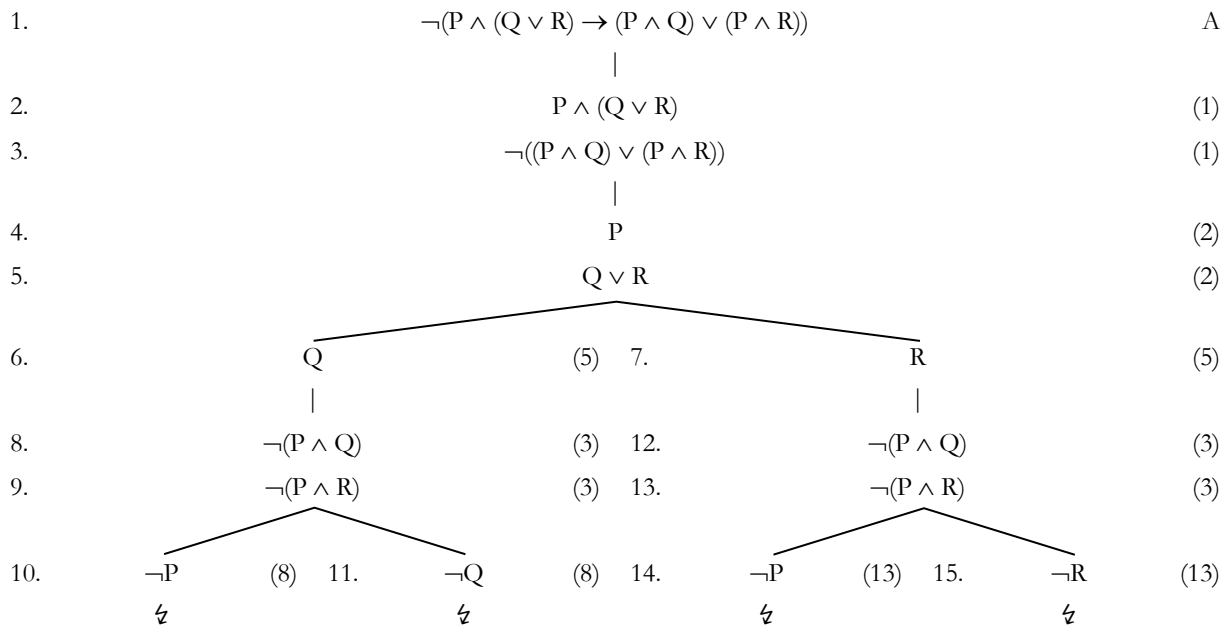 1. ¬(P ∧ (Q ∨ R) → (P ∧ Q) ∨ (P ∧ R)) A
|
2. P ∧ (Q ∨ R) (1)
3. ¬((P ∧ Q) ∨ (P ∧ R)) (1)
|
4. P (2)
5. Q ∨ R (2)
6. Q (5) 7. R (5)
| |
8. ¬(P ∧ Q) (3) 12. ¬(P ∧ Q) (3)
9. ¬(P ∧ R) (3) 13. ¬(P ∧ R) (3)
10. ¬P (8) 11. ¬Q (8) 14. ¬P (13) 15. ¬R (13)
↯ ↯ ↯ ↯